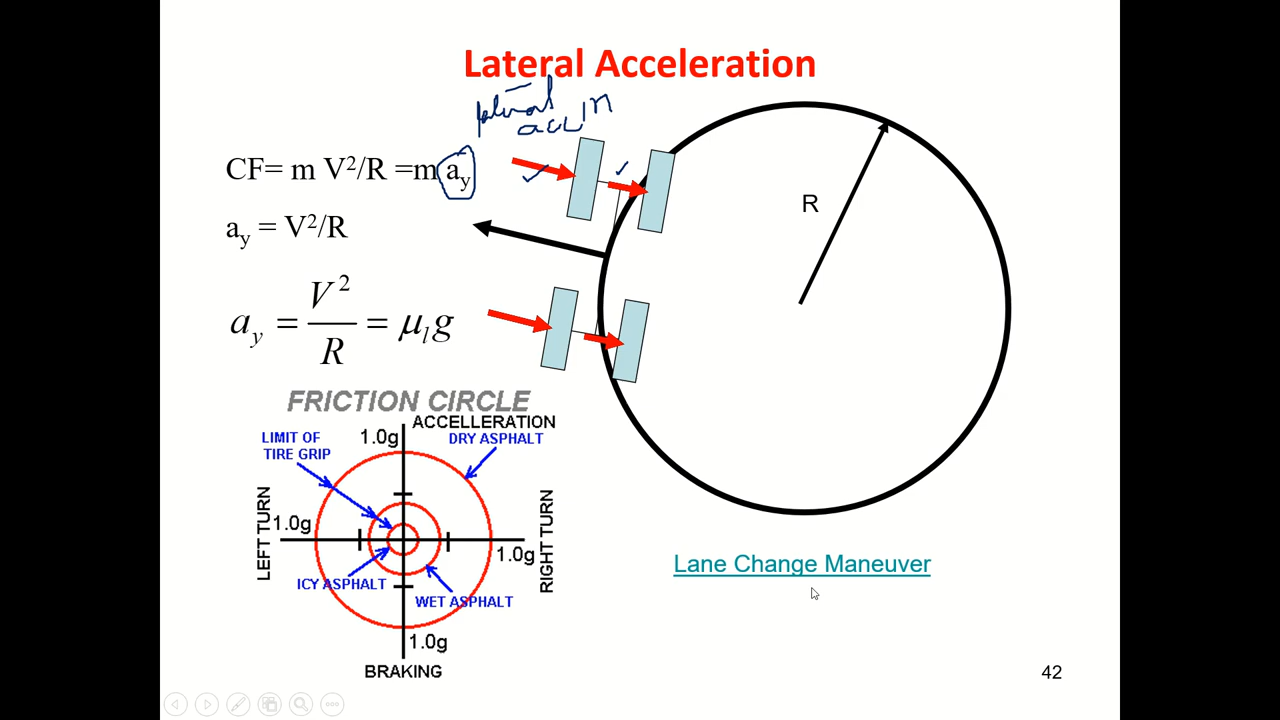 Lateral Acceleration
lateral
acc'n
CF= m V²/R =m a_y
a_y = V²/R
a_y = V²/R = μ_l g
R
FRICTION CIRCLE
ACCELLERATION
1.0g
DRY ASPHALT
LIMIT OF
TIRE GRIP
LEFT TURN
1.0g
1.0g
RIGHT TURN
ICY ASPHALT
WET ASPHALT
1.0g
BRAKING
Lane Change Maneuver
42